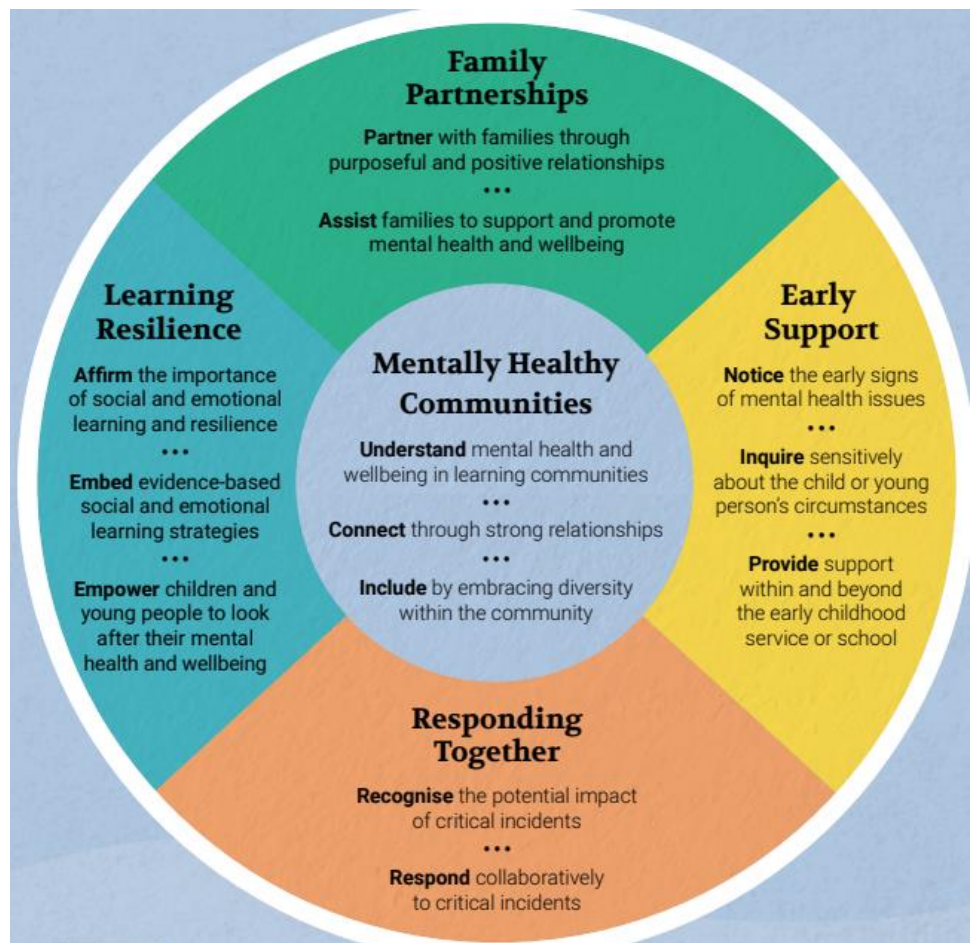 Family
Partnerships
Partner with families through
purposeful and positive relationships
•••
Assist families to support and promote
mental health and wellbeing
Learning
Resilience
Affirm the importance
of social and emotional
learning and resilience
•••
Embed evidence-based
social and emotional
learning strategies
•••
Empower children and
young people to look
after their mental
health and wellbeing
Mentally Healthy
Communities
Understand mental health and
wellbeing in learning communities
•••
Connect through strong relationships
•••
Include by embracing diversity
within the community
Early
Support
Notice the early signs
of mental health issues
•••
Inquire sensitively
about the child or young
person's circumstances
•••
Provide support
within and beyond
the early childhood
service or school
Responding
Together
Recognise the potential impact
of critical incidents
•••
Respond collaboratively
to critical incidents